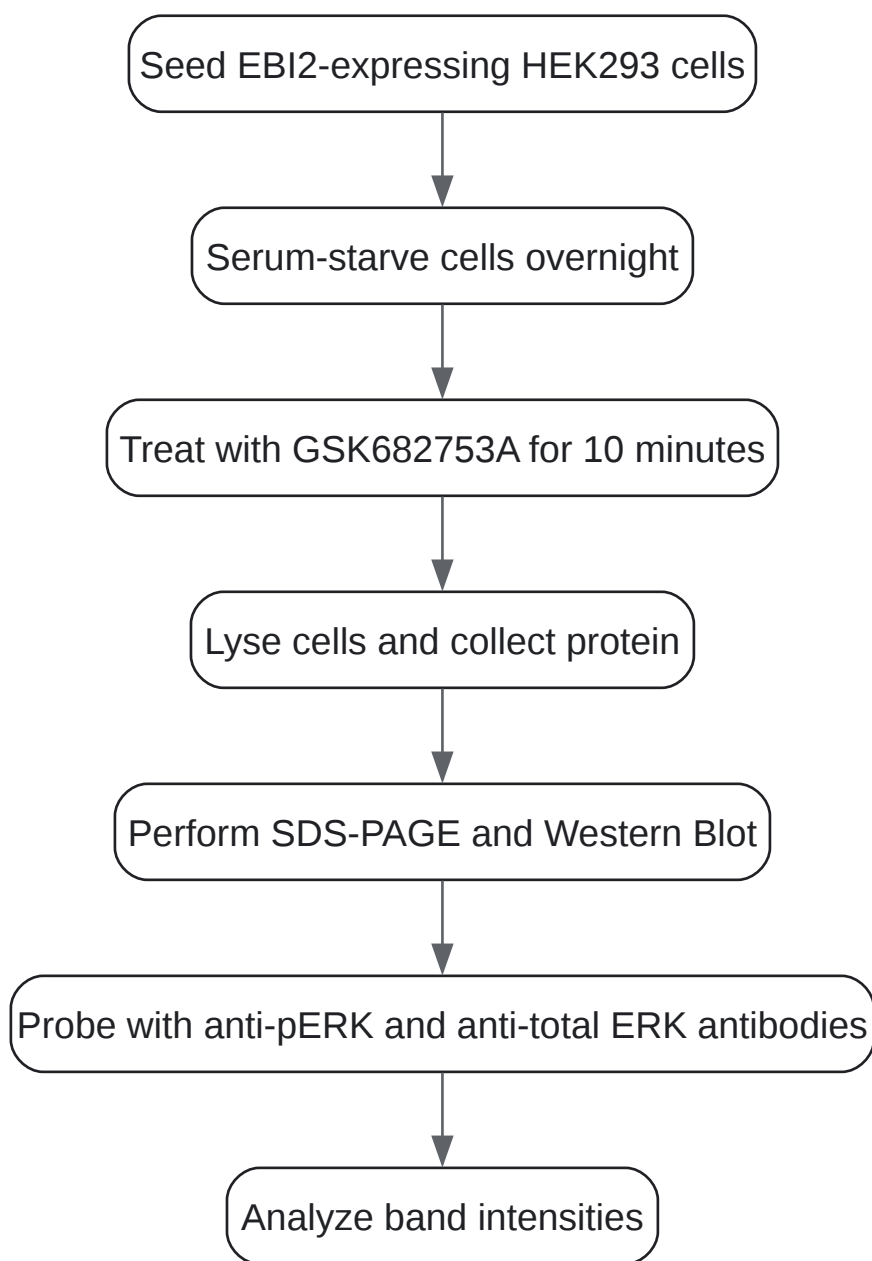 Seed EBI2-expressing HEK293 cells
Serum-starve cells overnight
Treat with GSK682753A for 10 minutes
Lyse cells and collect protein
Perform SDS-PAGE and Western Blot
Probe with anti-pERK and anti-total ERK antibodies
Analyze band intensities